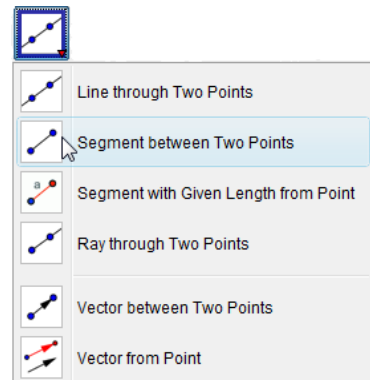 Line through Two Points
Segment between Two Points
a
Segment with Given Length from Point
Ray through Two Points
Vector between Two Points
Vector from Point